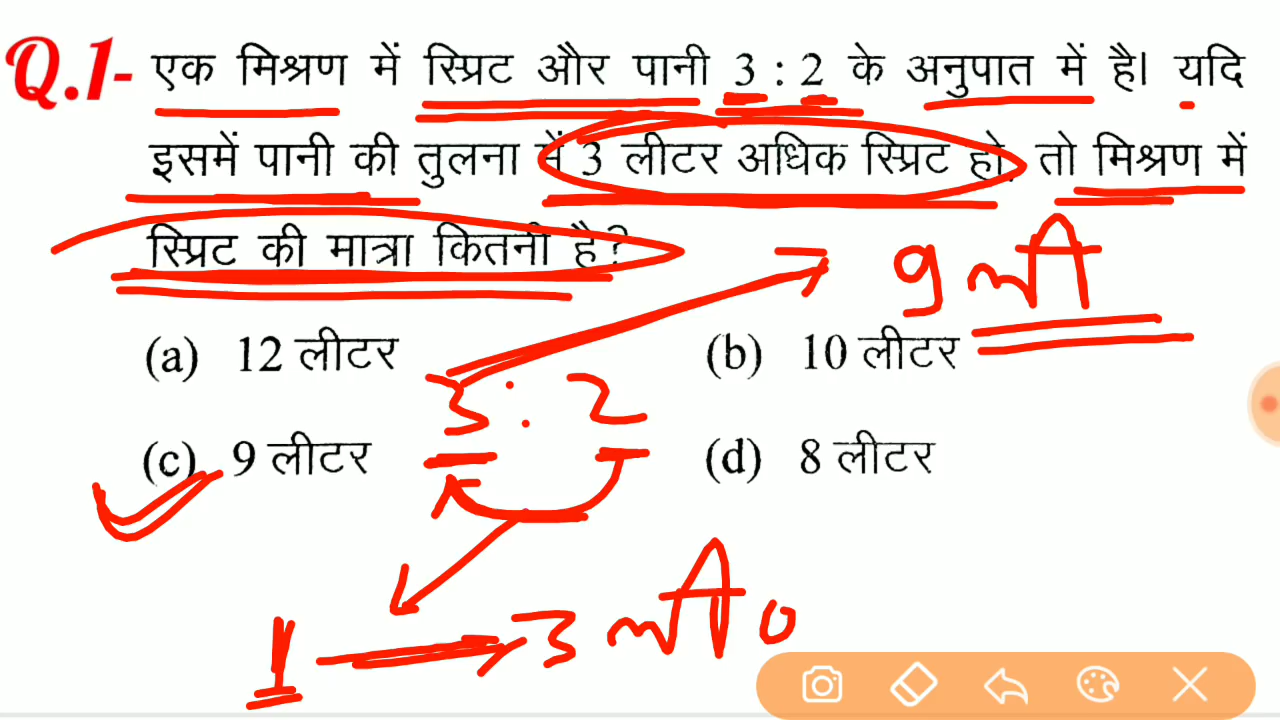 Q.1- एक मिश्रण में स्प्रिट और पानी 3 : 2 के अनुपात में है। यदि
इसमें पानी की तुलना में 3 लीटर अधिक स्प्रिट हो, तो मिश्रण में
स्प्रिट की मात्रा कितनी है?
9 ली
(a) 12 लीटर (b) 10 लीटर
3 : 2
(c) 9 लीटर (d) 8 लीटर
1 → 3 ली०